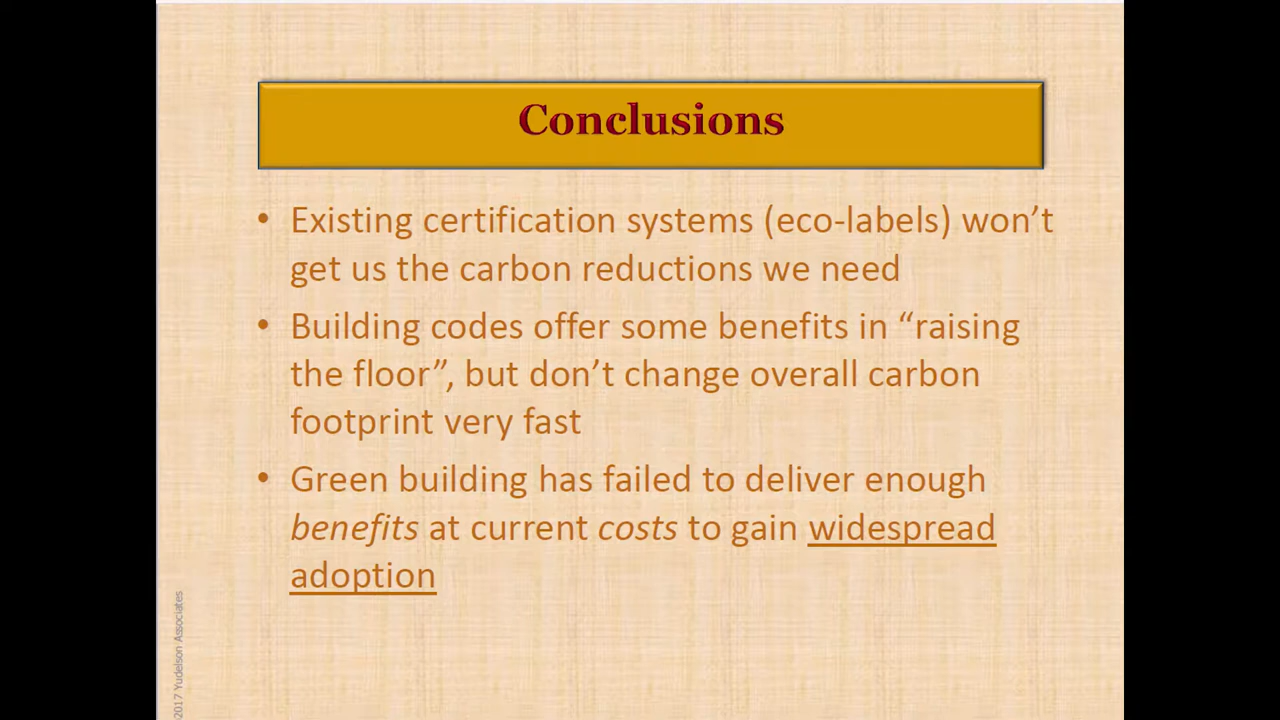 Conclusions
• Existing certification systems (eco-labels) won’t
get us the carbon reductions we need
• Building codes offer some benefits in “raising
the floor”, but don’t change overall carbon
footprint very fast
• Green building has failed to deliver enough
benefits at current costs to gain widespread
adoption
©2017 Yudelson Associates